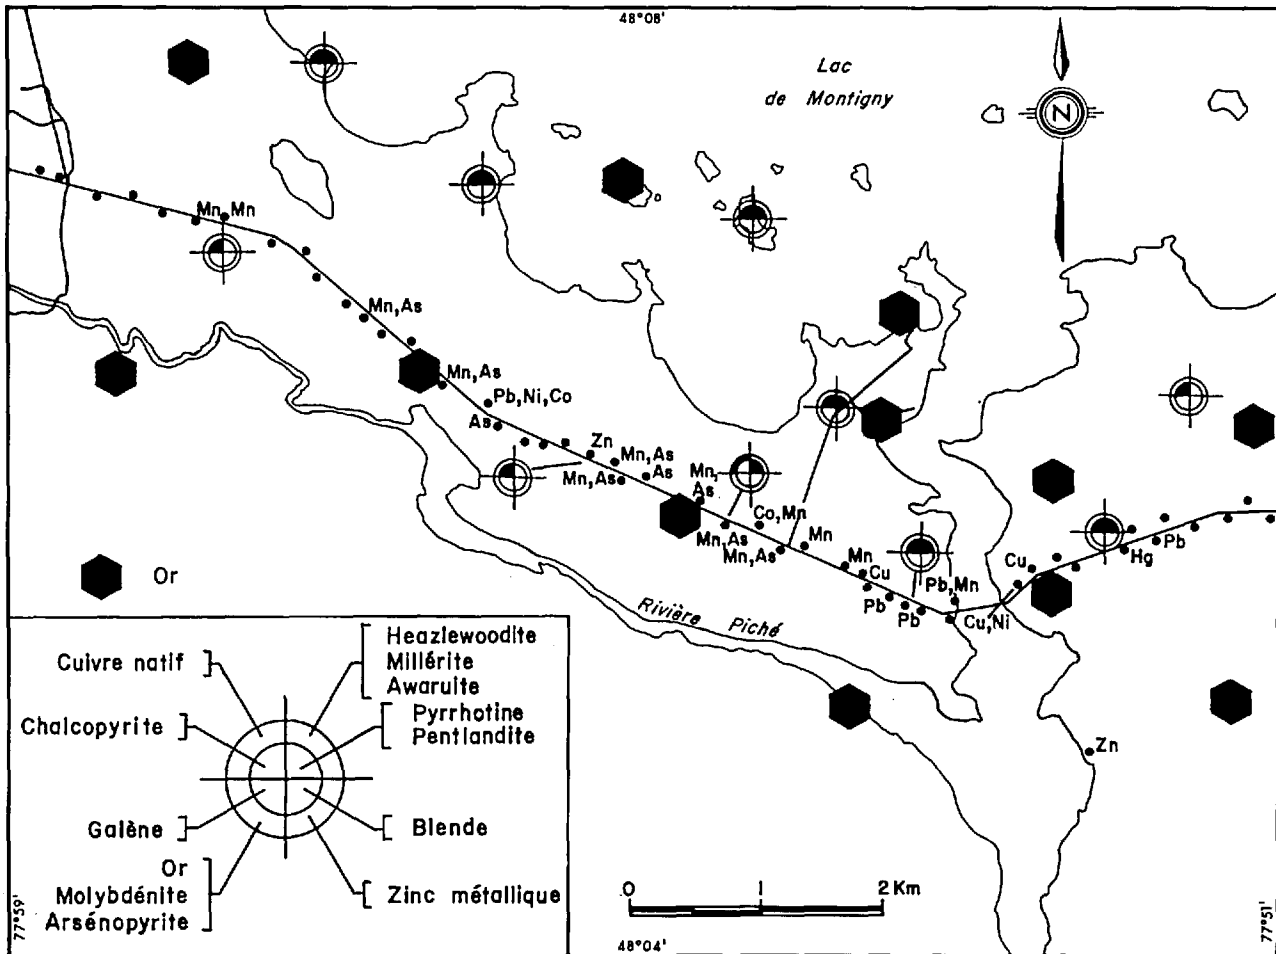 48°08'
Lac
de Montigny
N
Mn
Mn
Mn,As
Mn,As
Pb,Ni,Co
As
Zn
Mn,As
Mn,As
As
Mn,
As
Co,Mn
Mn,As
Mn,As
Mn
Mn
Cu
Pb
Pb
Pb,Mn
Cu,Ni
Cu
Hg
Pb
Zn
Or
Rivière Piché
Cuivre natif
Heazlewoodite
Millérite
Awaruite
Chalcopyrite
Pyrrhotine
Pentlandite
Galène
Blende
Or
Molybdénite
Arsénopyrite
Zinc métallique
0 1 2 Km
77°59'
48°04'
77°51'